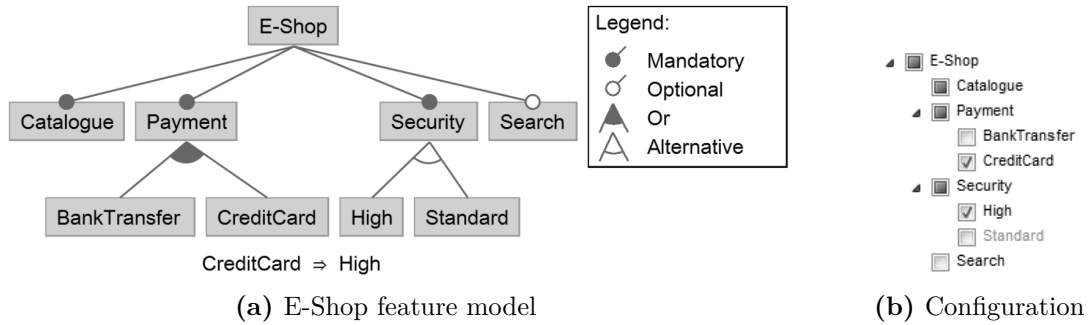 E-Shop
Catalogue Payment Security Search
BankTransfer CreditCard High Standard
CreditCard ⇒ High
Legend:
Mandatory
Optional
Or
Alternative
(a) E-Shop feature model
E-Shop
Catalogue
Payment
BankTransfer
CreditCard
Security
High
Standard
Search
(b) Configuration